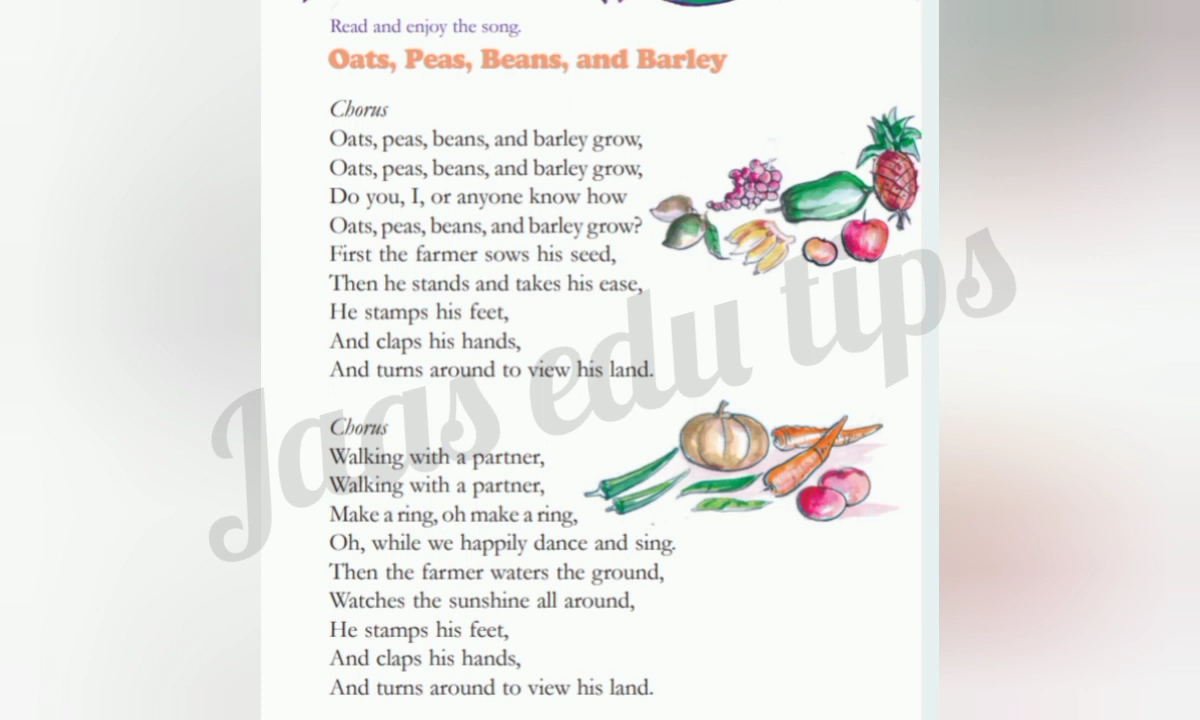 Read and enjoy the song.
Oats, Peas, Beans, and Barley
Chorus
Oats, peas, beans, and barley grow,
Oats, peas, beans, and barley grow,
Do you, I, or anyone know how
Oats, peas, beans, and barley grow?
First the farmer sows his seed,
Then he stands and takes his ease,
He stamps his feet,
And claps his hands,
And turns around to view his land.
Chorus
Walking with a partner,
Walking with a partner,
Make a ring, oh make a ring,
Oh, while we happily dance and sing.
Then the farmer waters the ground,
Watches the sunshine all around,
He stamps his feet,
And claps his hands,
And turns around to view his land.
Jaas edu tips